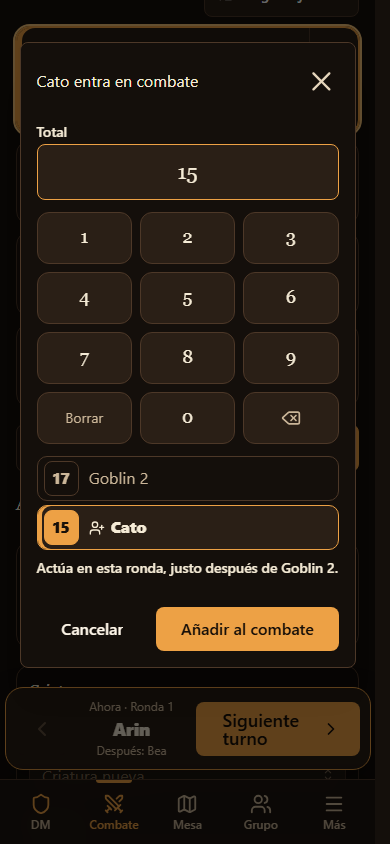 Cato entra en combate
Total
15
1
2
3
4
5
6
7
8
9
Borrar
0
17 Goblin 2
15 Cato
Actúa en esta ronda, justo después de Goblin 2.
Cancelar
Añadir al combate
Ahora · Ronda 1
Arin
Después: Bea
Siguiente
turno
Criatura nueva
DM
Combate
Mesa
Grupo
Más